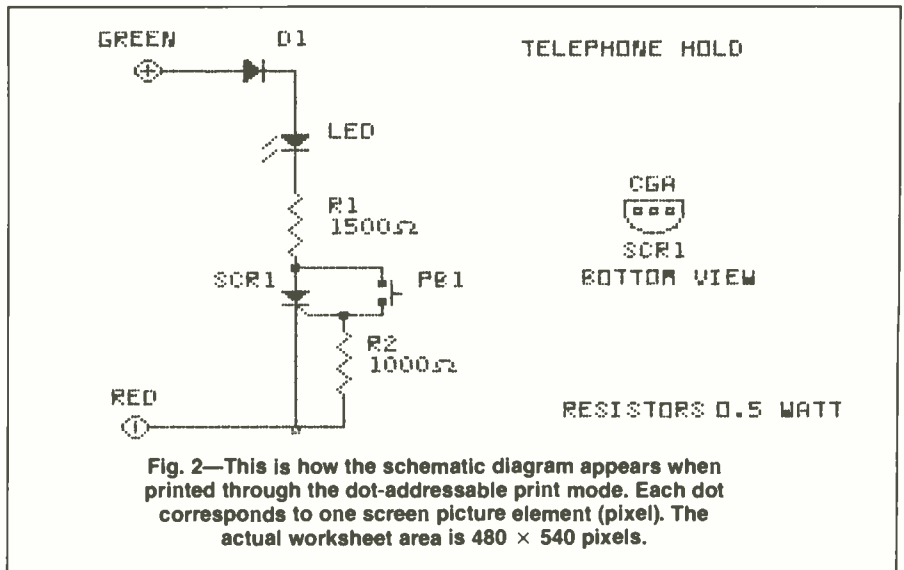 GREEN
D1
TELEPHONE HOLD
LED
R1
1500Ω
CGA
SCR1
BOTTOM VIEW
SCR1
PB1
R2
1000Ω
RED
RESISTORS 0.5 WATT
Fig. 2—This is how the schematic diagram appears when
printed through the dot-addressable print mode. Each dot
corresponds to one screen picture element (pixel). The
actual worksheet area is 480 × 540 pixels.